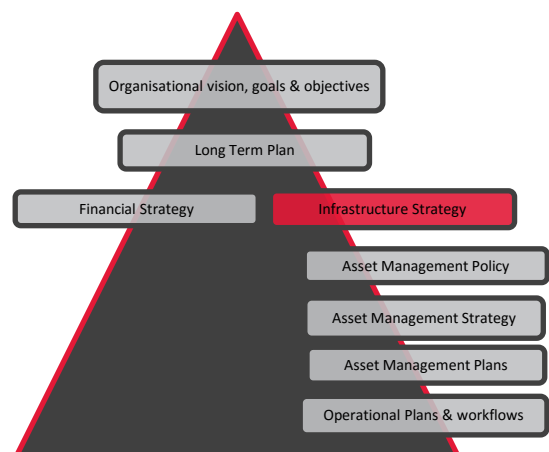 Organisational vision, goals & objectives
Long Term Plan
Financial Strategy
Infrastructure Strategy
Asset Management Policy
Asset Management Strategy
Asset Management Plans
Operational Plans & workflows